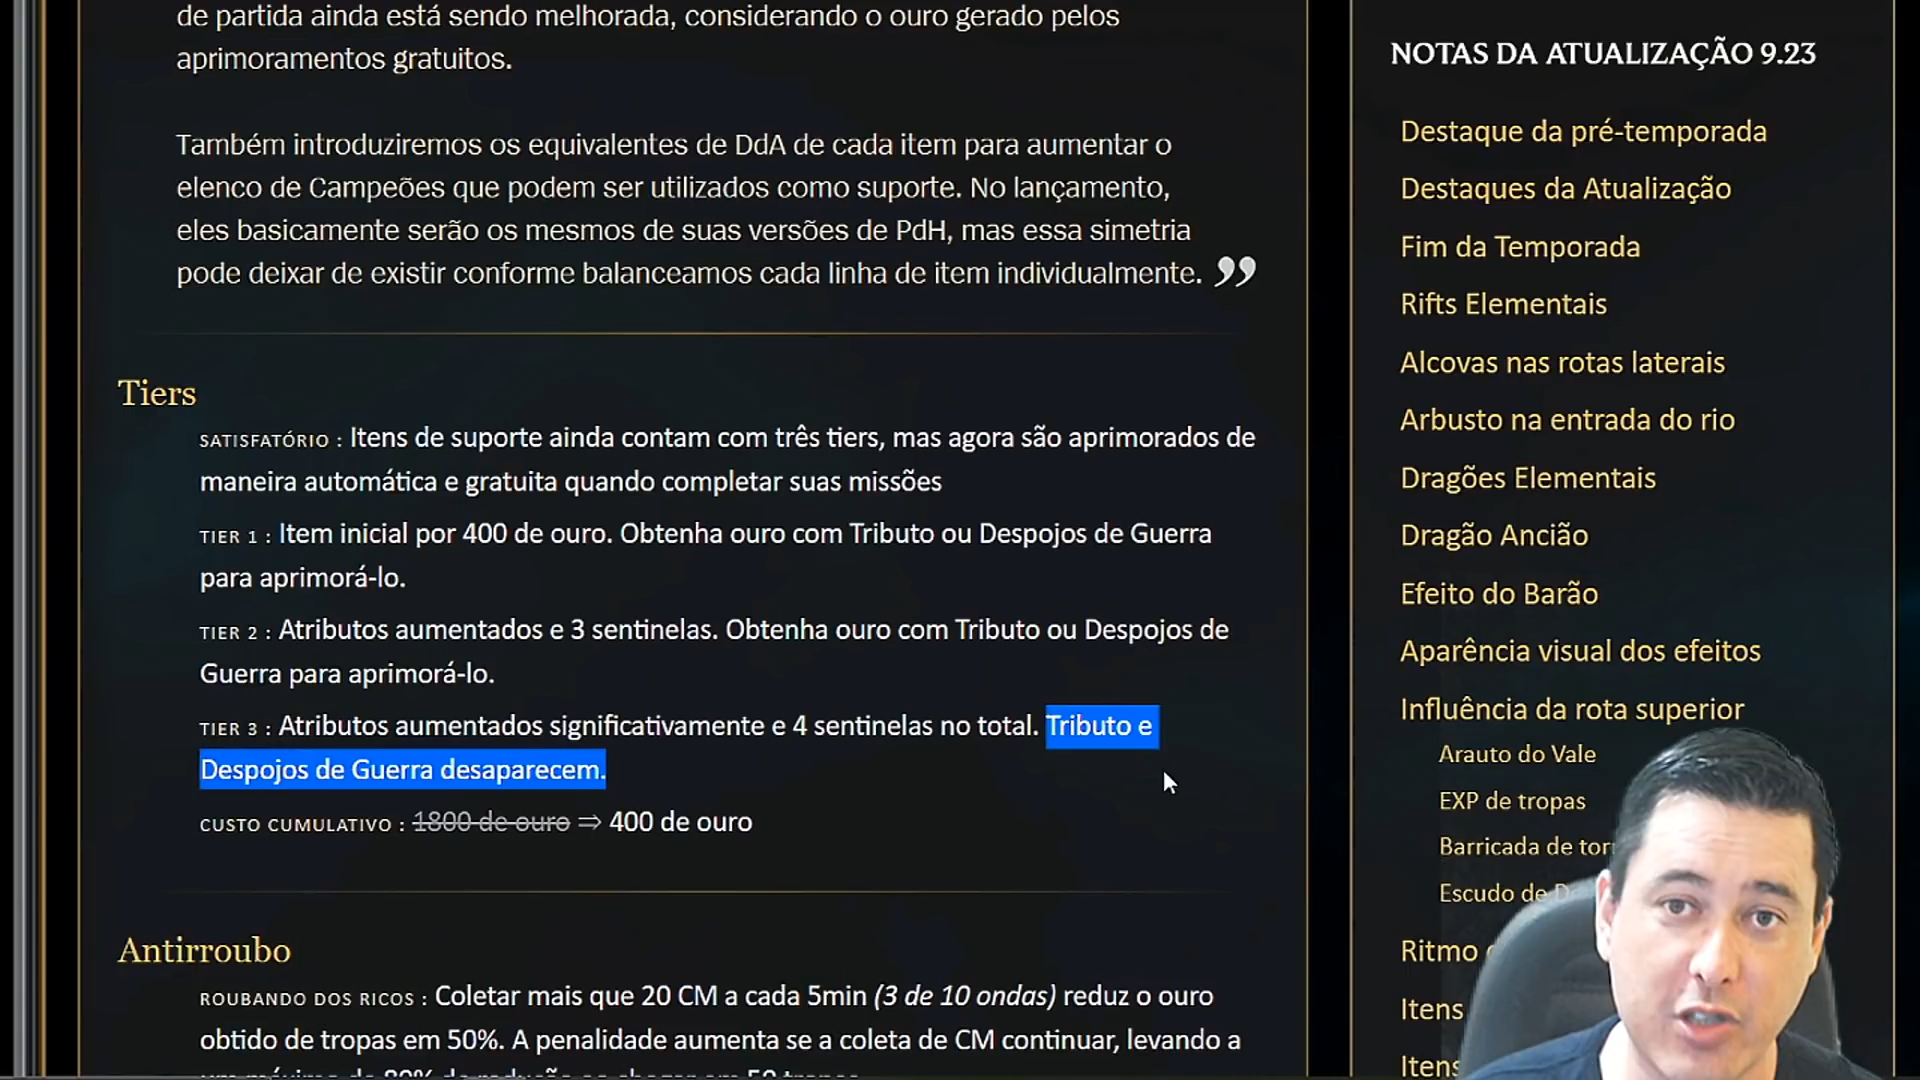 de partida ainda está sendo melhorada, considerando o ouro gerado pelos
aprimoramentos gratuitos.
Também introduziremos os equivalentes de DdA de cada item para aumentar o
elenco de Campeões que podem ser utilizados como suporte. No lançamento,
eles basicamente serão os mesmos de suas versões de PdH, mas essa simetria
pode deixar de existir conforme balanceamos cada linha de item individualmente. ”
Tiers
SATISFATÓRIO : Itens de suporte ainda contam com três tiers, mas agora são aprimorados de
maneira automática e gratuita quando completar suas missões
TIER 1 : Item inicial por 400 de ouro. Obtenha ouro com Tributo ou Despojos de Guerra
para aprimorá-lo.
TIER 2 : Atributos aumentados e 3 sentinelas. Obtenha ouro com Tributo ou Despojos de
Guerra para aprimorá-lo.
TIER 3 : Atributos aumentados significativamente e 4 sentinelas no total. Tributo e
Despojos de Guerra desaparecem.
CUSTO CUMULATIVO : 1800 de ouro ⇒ 400 de ouro
Antirroubo
ROUBANDO DOS RICOS : Coletar mais que 20 CM a cada 5min (3 de 10 ondas) reduz o ouro
obtido de tropas em 50%. A penalidade aumenta se a coleta de CM continuar, levando a
NOTAS DA ATUALIZAÇÃO 9.23
Destaque da pré-temporada
Destaques da Atualização
Fim da Temporada
Rifts Elementais
Alcovas nas rotas laterais
Arbusto na entrada do rio
Dragões Elementais
Dragão Ancião
Efeito do Barão
Aparência visual dos efeitos
Influência da rota superior
Arauto do Vale
EXP de tropas
Barricada de
Escudo de
Ritmo
Itens
Itens